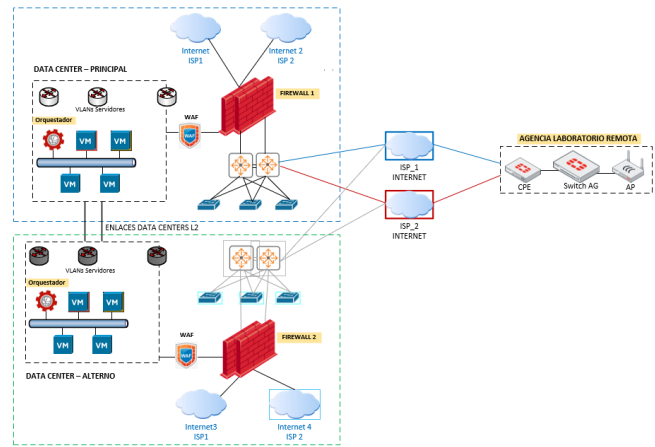 Internet
ISP1
Internet 2
ISP 2
DATA CENTER – PRINCIPAL
FIREWALL 1
VLANs Servidores
WAF
WAF
Orquestador
VM
VM
VM
VM
ISP_1
INTERNET
AGENCIA LABORATORIO REMOTA
CPE
Switch AG
AP
ISP_2
INTERNET
ENLACES DATA CENTERS L2
VLANs Servidores
Orquestador
VM
VM
VM
VM
WAF
WAF
FIREWALL 2
DATA CENTER – ALTERNO
Internet3
ISP1
Internet 4
ISP 2